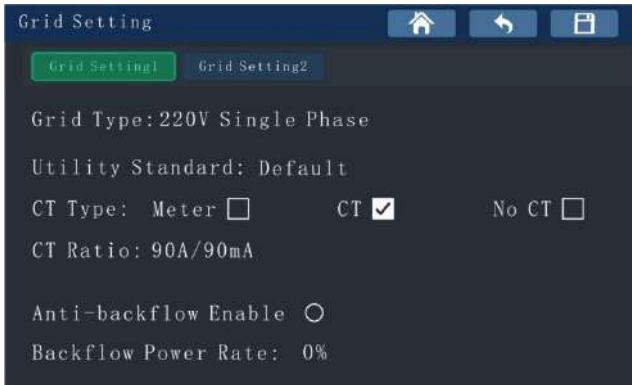 Grid Setting
Grid Setting1 Grid Setting2
Grid Type:220V Single Phase
Utility Standard: Default
CT Type: Meter CT No CT
CT Ratio: 90A/90mA
Anti-backflow Enable
Backflow Power Rate: 0%